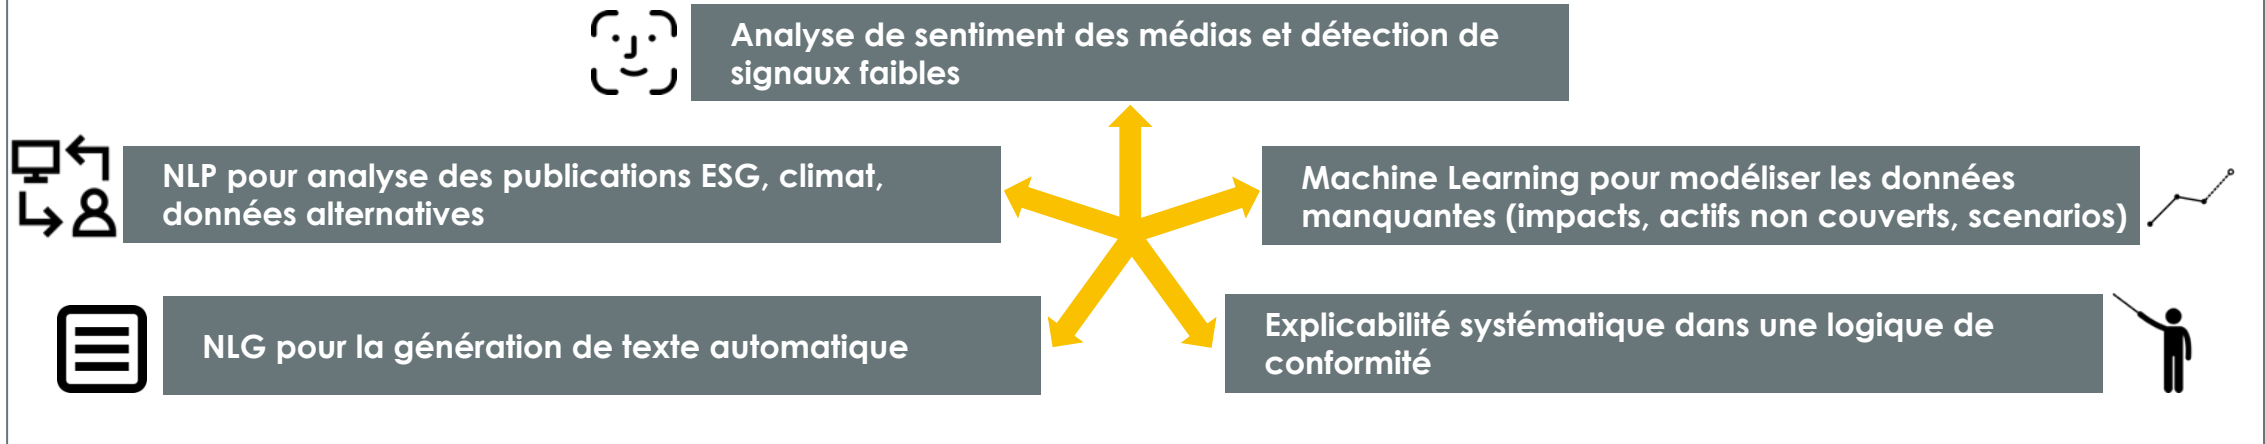 Analyse de sentiment des médias et détection de
signaux faibles
NLP pour analyse des publications ESG, climat,
données alternatives
Machine Learning pour modéliser les données
manquantes (impacts, actifs non couverts, scenarios)
NLG pour la génération de texte automatique
Explicabilité systématique dans une logique de
conformité